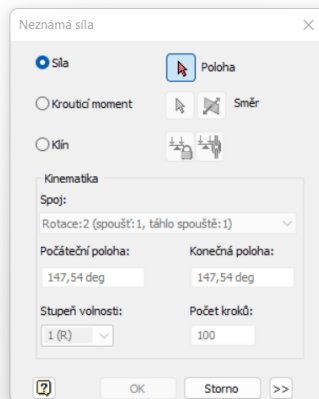 Neznámá síla
Síla
Poloha
Krouticí moment
Směr
Klín
Kinematika
Spoj:
Rotace:2 (spoušť:1, táhlo spouště:1)
Počáteční poloha:
Konečná poloha:
147,54 deg
147,54 deg
Stupeň volnosti:
Počet kroků:
1 (R)
100
OK
Storno
>>